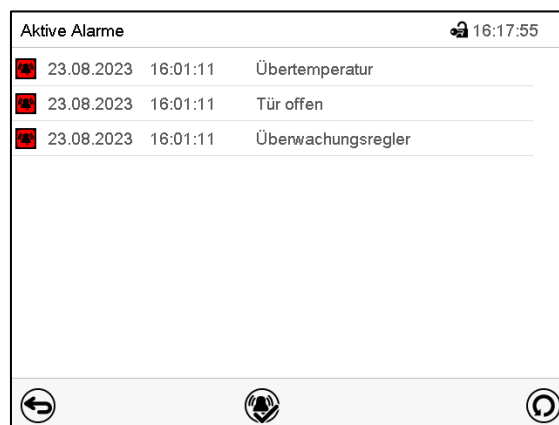 Aktive Alarme 16:17:55
23.08.2023 16:01:11 Übertemperatur
23.08.2023 16:01:11 Tür offen
23.08.2023 16:01:11 Überwachungsregler